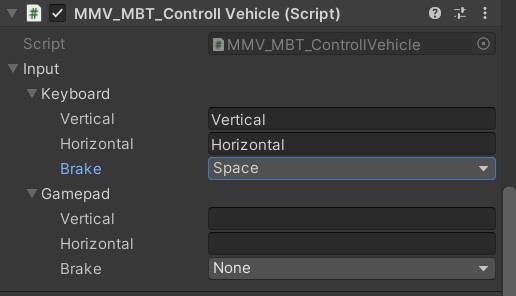 MMV_MBT_Controll Vehicle (Script)
Script MMV_MBT_ControllVehicle
Input
Keyboard
Vertical Vertical
Horizontal Horizontal
Brake Space
Gamepad
Vertical
Horizontal
Brake None